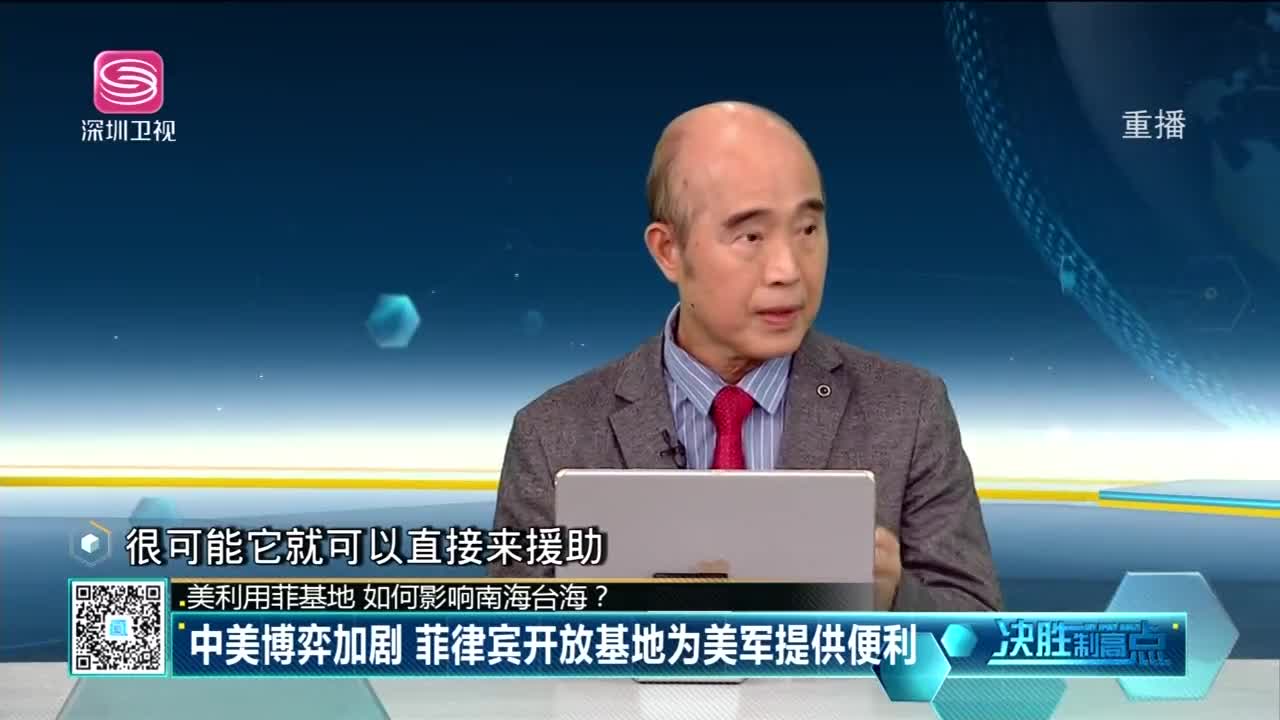 深圳卫视
重播
很可能它就可以直接来援助
美利用菲基地 如何影响南海台海？
中美博弈加剧 菲律宾开放基地为美军提供便利
决胜制高点